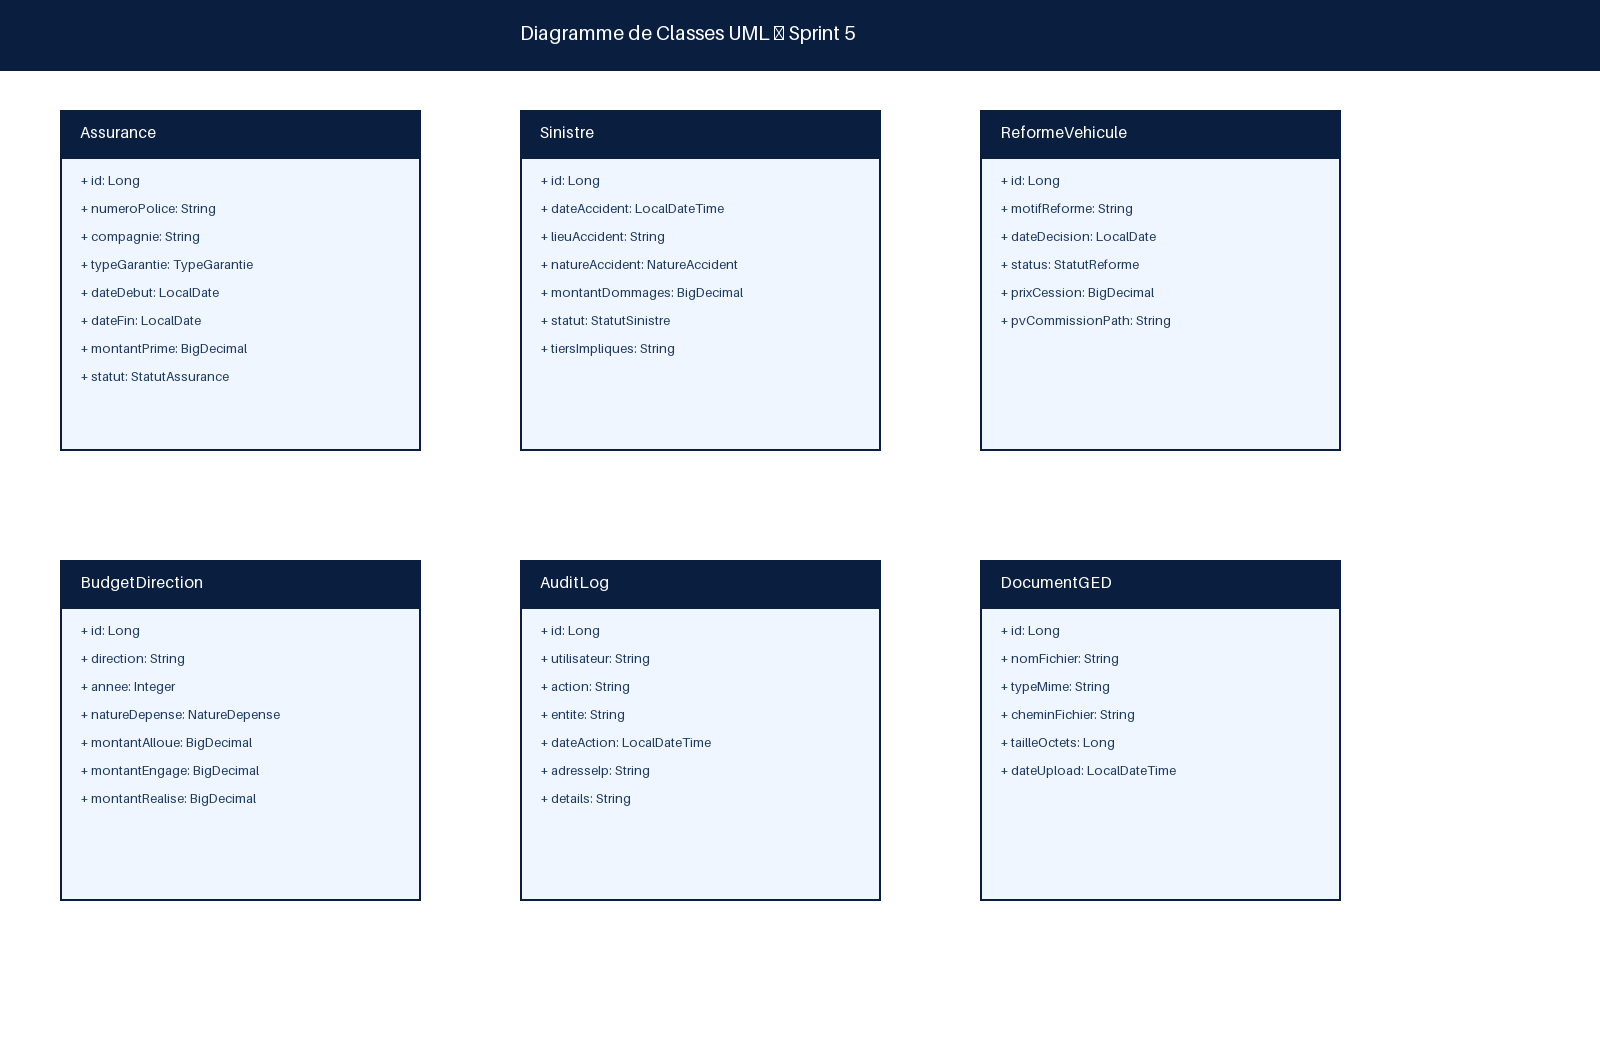 Diagramme de Classes UML ☒ Sprint 5
Assurance
+ id: Long
+ numeroPolice: String
+ compagnie: String
+ typeGarantie: TypeGarantie
+ dateDebut: LocalDate
+ dateFin: LocalDate
+ montantPrime: BigDecimal
+ statut: StatutAssurance
Sinistre
+ id: Long
+ dateAccident: LocalDateTime
+ lieuAccident: String
+ natureAccident: NatureAccident
+ montantDommages: BigDecimal
+ statut: StatutSinistre
+ tiersImpliques: String
ReformeVehicule
+ id: Long
+ motifReforme: String
+ dateDecision: LocalDate
+ status: StatutReforme
+ prixCession: BigDecimal
+ pvCommissionPath: String
BudgetDirection
+ id: Long
+ direction: String
+ annee: Integer
+ natureDepense: NatureDepense
+ montantAlloue: BigDecimal
+ montantEngage: BigDecimal
+ montantRealise: BigDecimal
AuditLog
+ id: Long
+ utilisateur: String
+ action: String
+ entite: String
+ dateAction: LocalDateTime
+ adresseIp: String
+ details: String
DocumentGED
+ id: Long
+ nomFichier: String
+ typeMime: String
+ cheminFichier: String
+ tailleOctets: Long
+ dateUpload: LocalDateTime